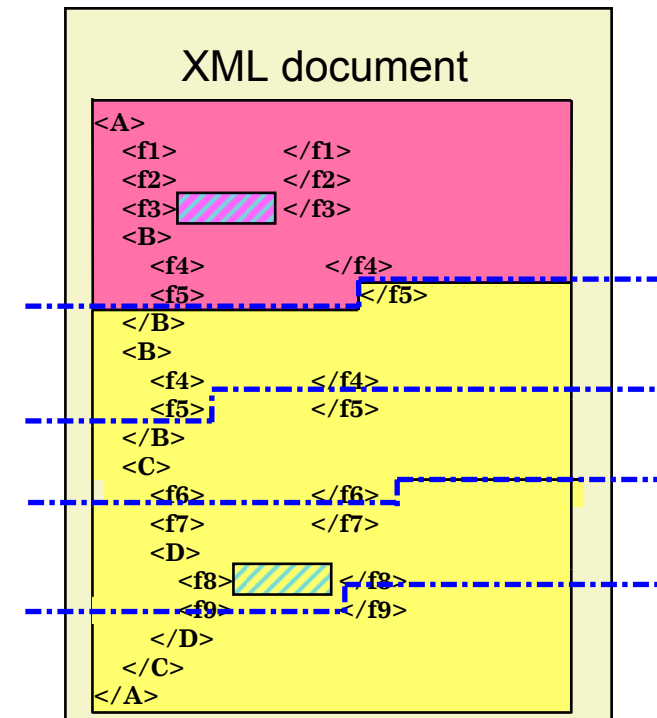 XML document
<A>
<f1> </f1>
<f2> </f2>
<f3> </f3>
<B>
<f4> </f4>
<f5> </f5>
</B>
<B>
<f4> </f4>
<f5> </f5>
</B>
<C>
<f6> </f6>
<f7> </f7>
<D>
<f8> </f8>
<f9> </f9>
</D>
</C>
</A>